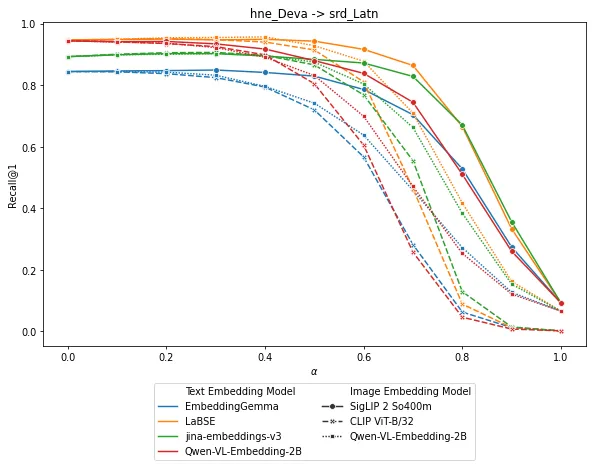 hne_Deva -> srd_Latn
Recall@1
1.0
0.8
0.6
0.4
0.2
0.0
0.0 0.2 0.4 0.6 0.8 1.0
α
Text Embedding Model
EmbeddingGemma
LaBSE
jina-embeddings-v3
Qwen-VL-Embedding-2B
Image Embedding Model
SigLIP 2 So400m
CLIP ViT-B/32
Qwen-VL-Embedding-2B